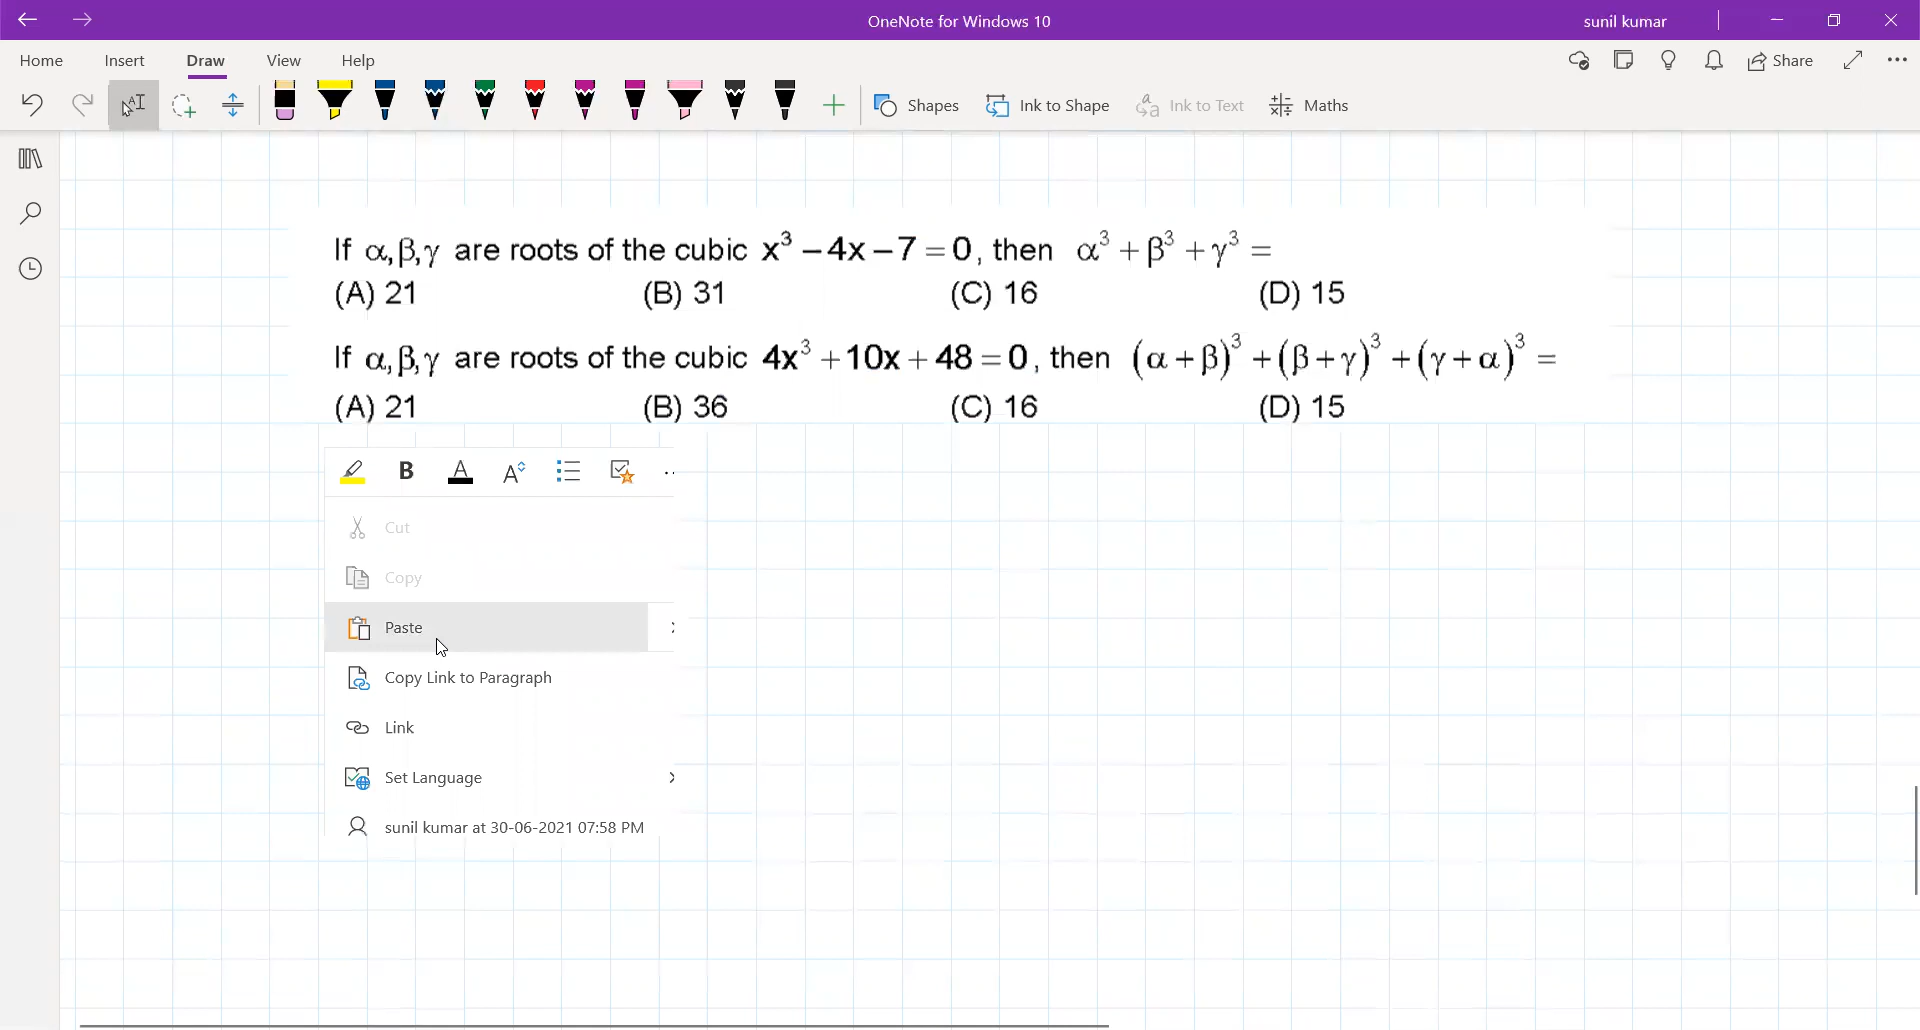 OneNote for Windows 10
sunil kumar
Home Insert Draw View Help
Share
Shapes Ink to Shape Ink to Text Maths
If α,β,γ are roots of the cubic x³ − 4x − 7 = 0, then α³ + β³ + γ³ =
(A) 21 (B) 31 (C) 16 (D) 15
If α,β,γ are roots of the cubic 4x³ + 10x + 48 = 0, then (α + β)³ + (β + γ)³ + (γ + α)³ =
(A) 21 (B) 36 (C) 16 (D) 15
B A A
Cut
Copy
Paste
Copy Link to Paragraph
Link
Set Language
sunil kumar at 30-06-2021 07:58 PM